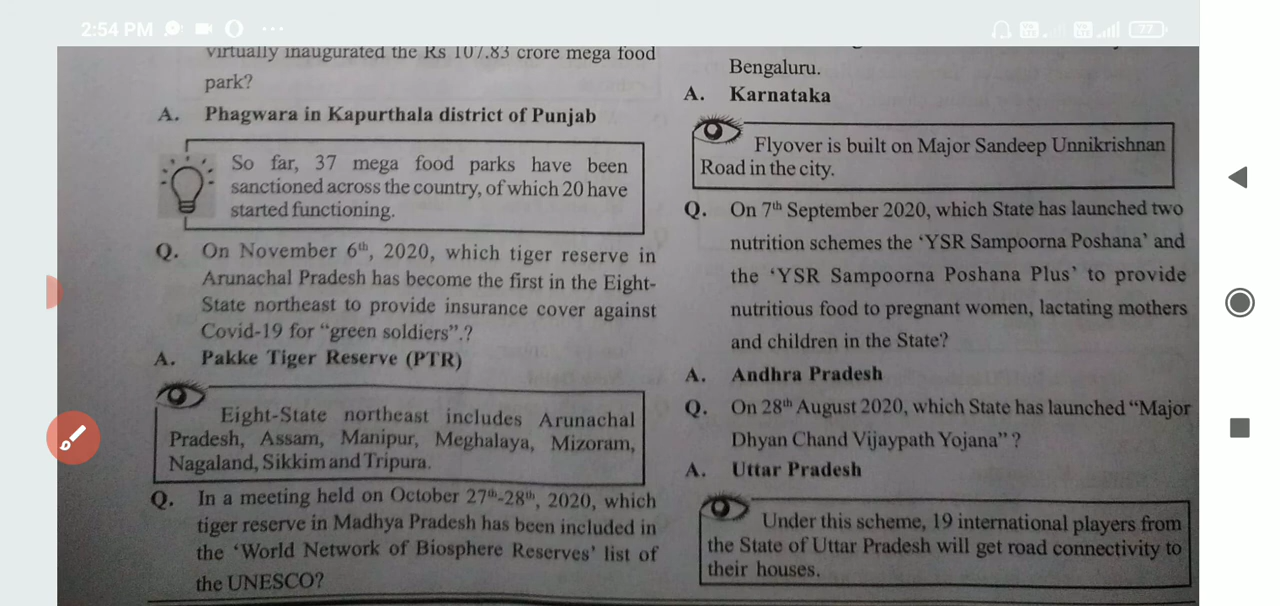 2:54 PM
77
virtually inaugurated the Rs 107.83 crore mega food
park?
A. Phagwara in Kapurthala district of Punjab
So far, 37 mega food parks have been
sanctioned across the country, of which 20 have
started functioning.
Q. On November 6th, 2020, which tiger reserve in
Arunachal Pradesh has become the first in the Eight-
State northeast to provide insurance cover against
Covid-19 for “green soldiers”.?
A. Pakke Tiger Reserve (PTR)
Eight-State northeast includes Arunachal
Pradesh, Assam, Manipur, Meghalaya, Mizoram,
Nagaland, Sikkim and Tripura.
Q. In a meeting held on October 27th-28th, 2020, which
tiger reserve in Madhya Pradesh has been included in
the ‘World Network of Biosphere Reserves’ list of
the UNESCO?
Bengaluru.
A. Karnataka
Flyover is built on Major Sandeep Unnikrishnan
Road in the city.
Q. On 7th September 2020, which State has launched two
nutrition schemes the ‘YSR Sampoorna Poshana’ and
the ‘YSR Sampoorna Poshana Plus’ to provide
nutritious food to pregnant women, lactating mothers
and children in the State?
A. Andhra Pradesh
Q. On 28th August 2020, which State has launched “Major
Dhyan Chand Vijaypath Yojana” ?
A. Uttar Pradesh
Under this scheme, 19 international players from
the State of Uttar Pradesh will get road connectivity to
their houses.